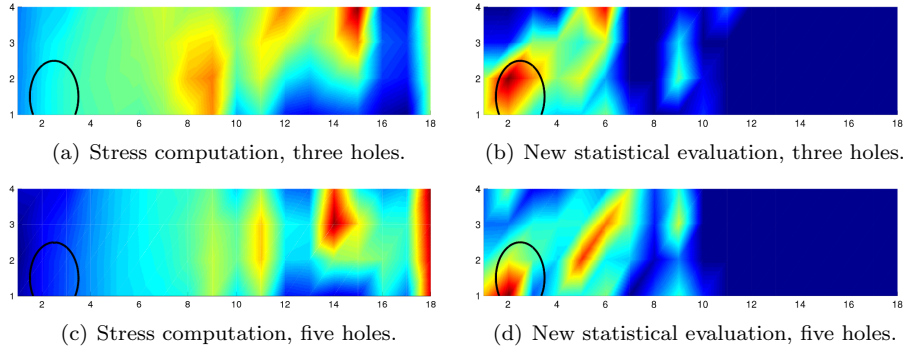 4
3
2
1
2 4 6 8 10 12 14 16 18
4
3
2
1
2 4 6 8 10 12 14 16 18
(a) Stress computation, three holes.
(b) New statistical evaluation, three holes.
4
3
2
1
2 4 6 8 10 12 14 16 18
4
3
2
1
2 4 6 8 10 12 14 16 18
(c) Stress computation, five holes.
(d) New statistical evaluation, five holes.